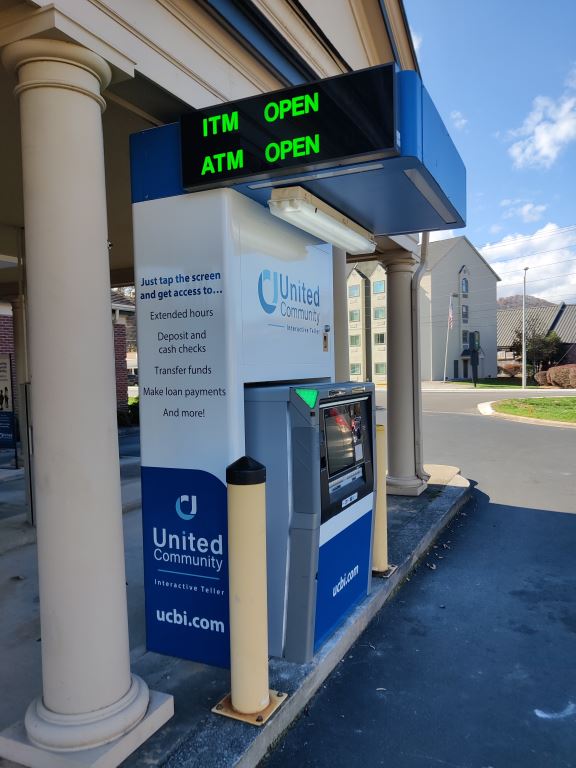 ITM OPEN
ATM OPEN
Just tap the screen
and get access to...
Extended hours
Deposit and
cash checks
Transfer funds
Make loan payments
And more!
United
Community
Interactive Teller
United
Community
Interactive Teller
ucbi.com
ucbi.com